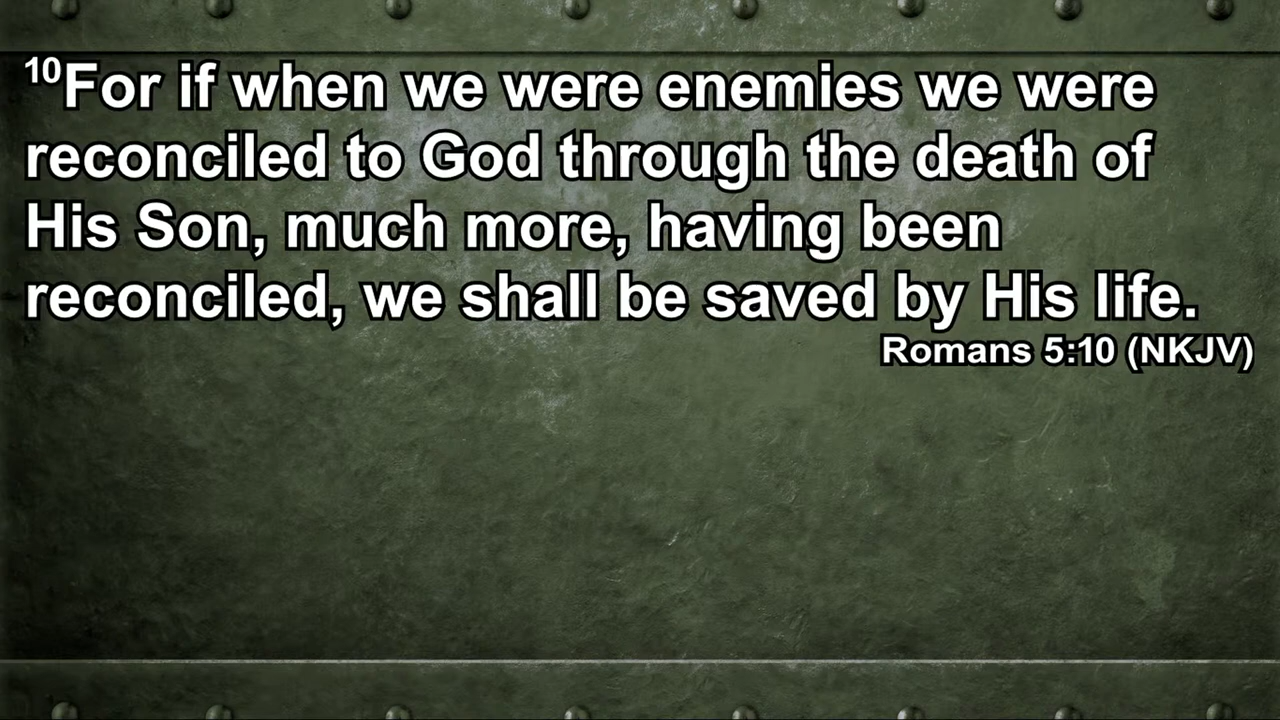 10For if when we were enemies we were
reconciled to God through the death of
His Son, much more, having been
reconciled, we shall be saved by His life.
Romans 5:10 (NKJV)